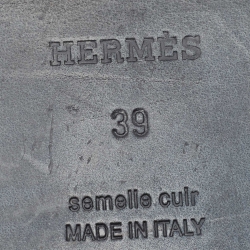 HERMÈS
39
semelle cuir
MADE IN ITALY